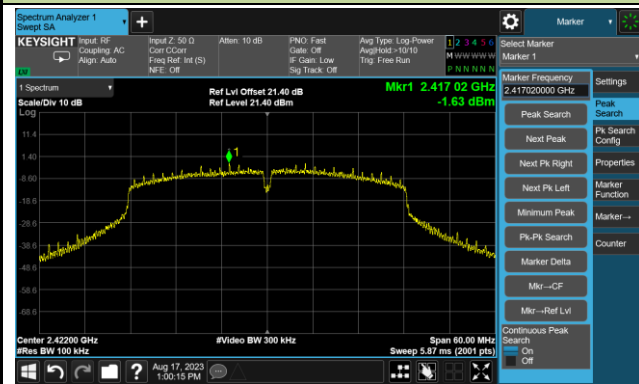 Spectrum Analyzer 1
Swept SA
Marker
KEYSIGHT
Input: RF
Coupling: AC
Align: Auto
Input Z: 50 Ω
Corr CCorr
Freq Ref: Int (S)
NFE: Off
Atten: 10 dB
PNO: Fast
Gate: Off
IF Gain: Low
Sig Track: Off
Avg Type: Log-Power
Avg|Hold:>10/10
Trig: Free Run
1 2 3 4 5 6
M W W W W W
P N N N N N
LV
Select Marker
Marker 1
1 Spectrum
Scale/Div 10 dB
Log
Ref Lvl Offset 21.40 dB
Ref Level 21.40 dBm
Mkr1 2.417 02 GHz
-1.63 dBm
11.4
1.40
-8.60
-18.6
-28.6
-38.6
-48.6
-58.6
-68.6
1
Center 2.42200 GHz
#Res BW 100 kHz
#Video BW 300 kHz
Span 60.00 MHz
Sweep 5.87 ms (2001 pts)
Marker Frequency
2.417020000 GHz
Peak Search
Next Peak
Next Pk Right
Next Pk Left
Minimum Peak
Pk-Pk Search
Marker Delta
Mkr→CF
Mkr→Ref Lvl
Continuous Peak
Search
On
Off
Settings
Peak
Search
Pk Search
Config
Properties
Marker
Function
Marker→
Counter
Aug 17, 2023
1:00:15 PM